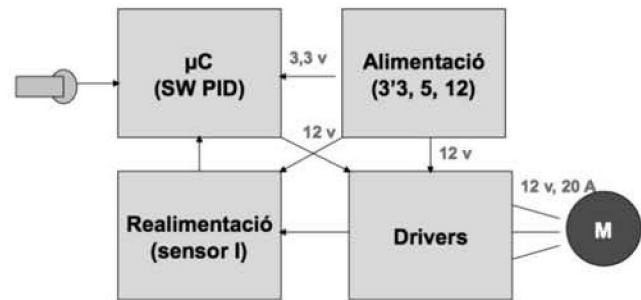 µC
(SW PID)
3,3 v
Alimentació
(3'3, 5, 12)
12 v
12 v
12 v, 20 A
Realimentació
(sensor I)
Drivers
M